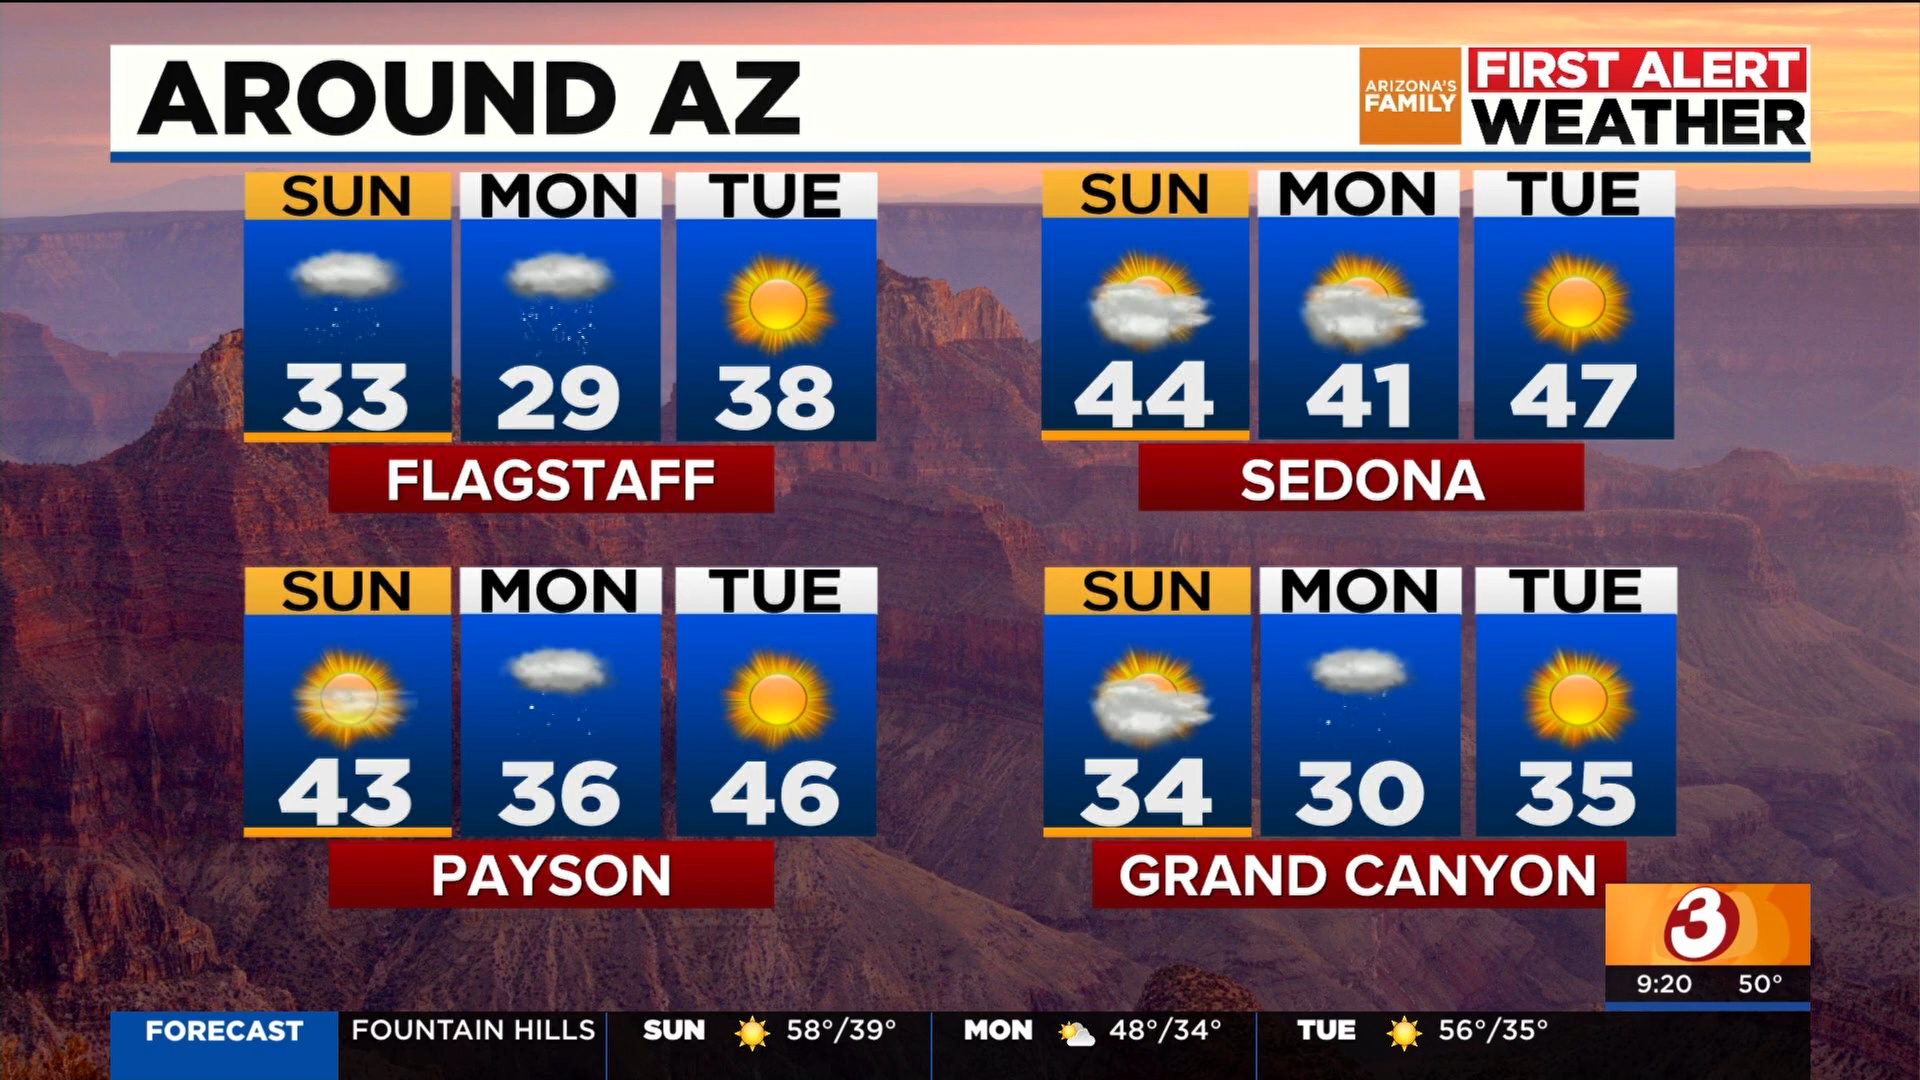 AROUND AZ
ARIZONA'S
FAMILY
FIRST ALERT
WEATHER
SUN MON TUE
33 29 38
FLAGSTAFF
SUN MON TUE
44 41 47
SEDONA
SUN MON TUE
43 36 46
PAYSON
SUN MON TUE
34 30 35
GRAND CANYON
3
9:20 50°
FORECAST FOUNTAIN HILLS SUN 58°/39° MON 48°/34° TUE 56°/35°